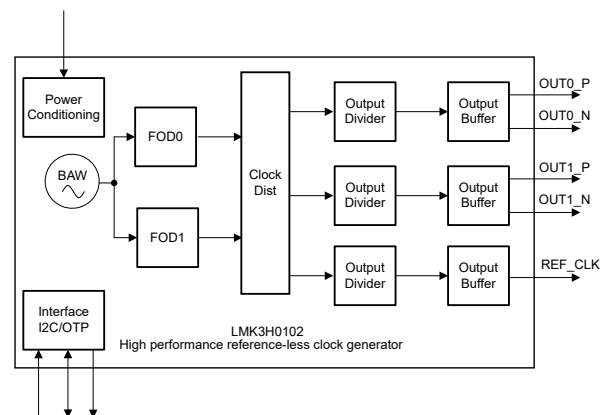 Power
Conditioning
BAW
FOD0
FOD1
Clock
Dist
Output
Divider
Output
Buffer
OUT0_P
OUT0_N
Output
Divider
Output
Buffer
OUT1_P
OUT1_N
Output
Divider
Output
Buffer
REF_CLK
Interface
I2C/OTP
LMK3H0102
High performance reference-less clock generator